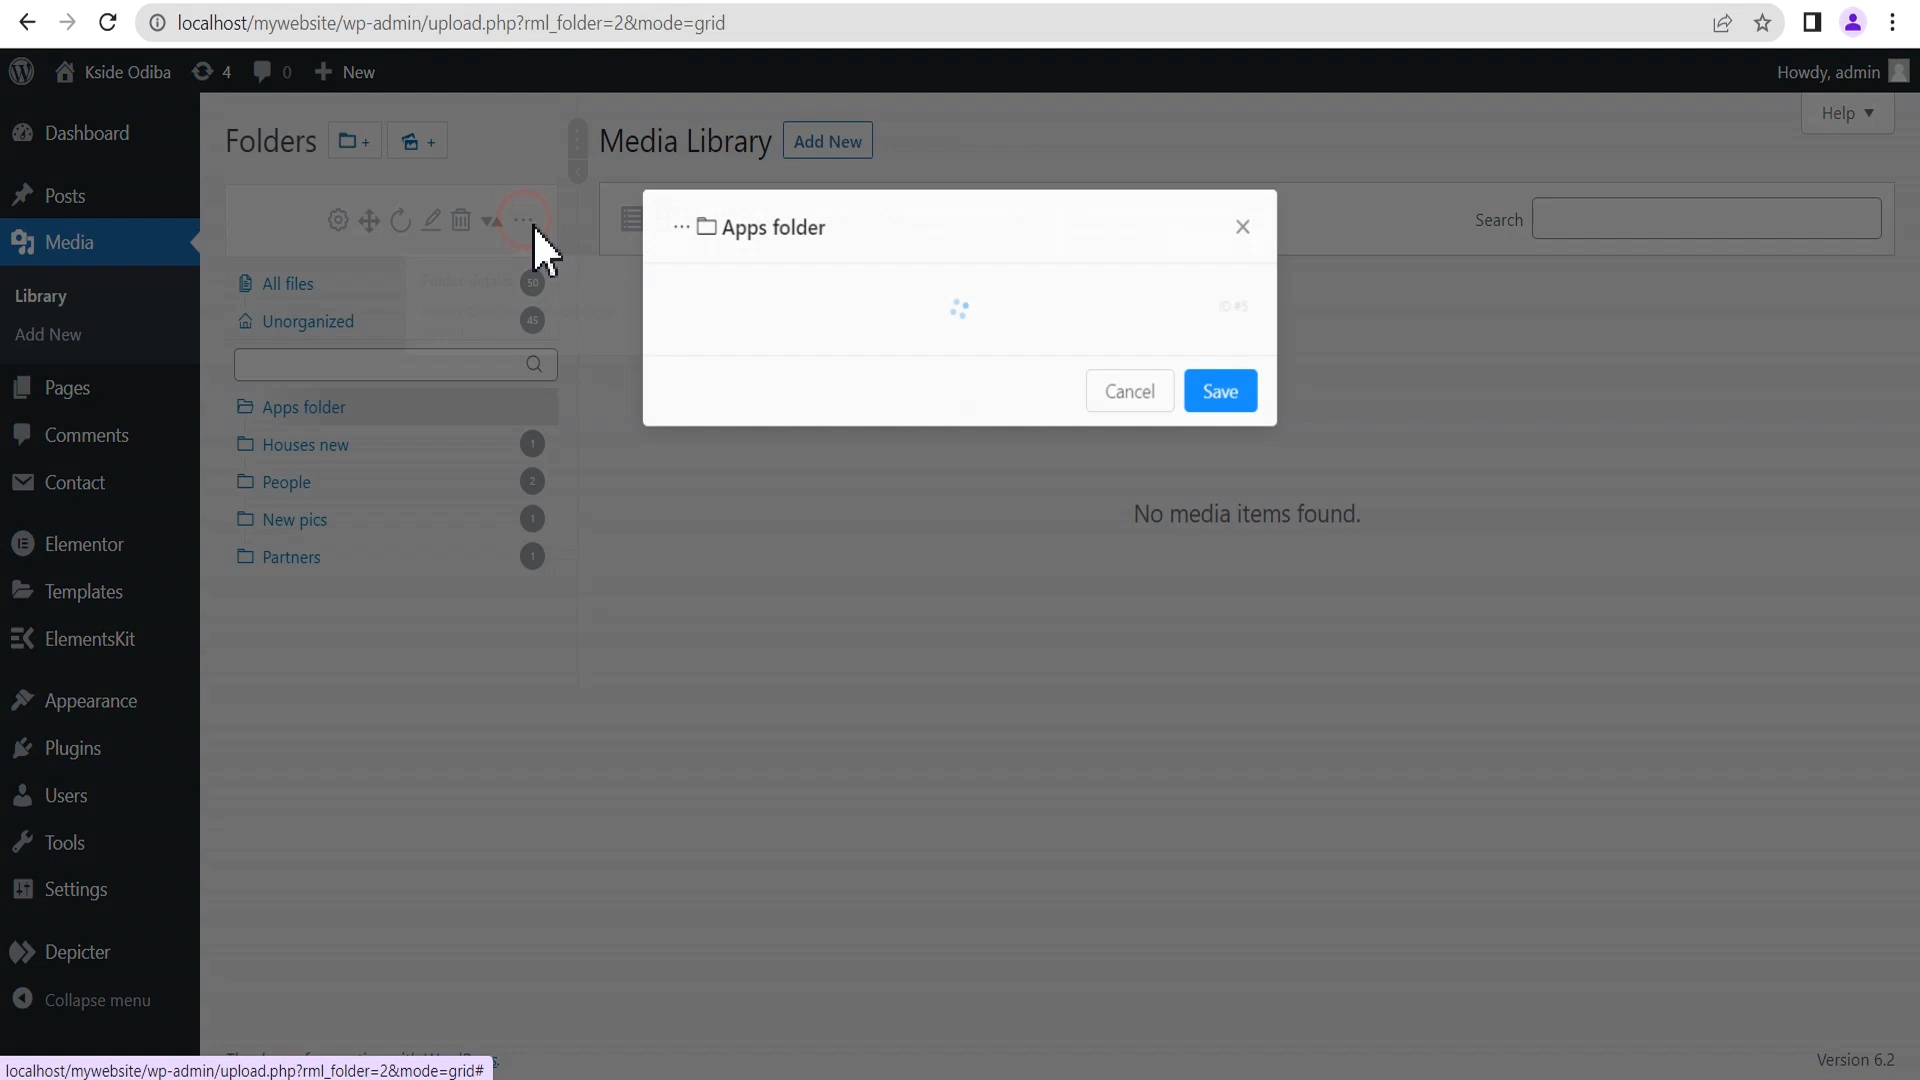 localhost/mywebsite/wp-admin/upload.php?rml_folder=2&mode=grid
Kside Odiba
4
0
New
Howdy, admin
Help
Dashboard
Posts
Media
Library
Add New
Pages
Comments
Contact
Elementor
Templates
ElementsKit
Appearance
Plugins
Users
Tools
Settings
Depicter
Collapse menu
Folders
All files
50
Unorganized
45
Apps folder
Houses new
1
People
2
New pics
1
Partners
1
Folder details
Media Library
Add New
Search
Apps folder
ID #5
Cancel
Save
No media items found.
Version 6.2
localhost/mywebsite/wp-admin/upload.php?rml_folder=2&mode=grid#